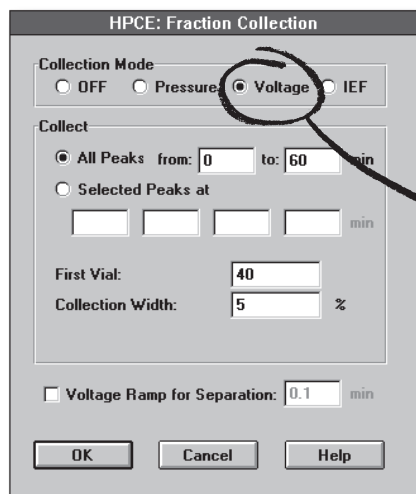 HPCE: Fraction Collection
Collection Mode
OFF Pressure Voltage IEF
Collect
All Peaks from: 0 to: 60 min
Selected Peaks at
min
First Vial: 40
Collection Width: 5 %
Voltage Ramp for Separation: 0.1 min
OK Cancel Help